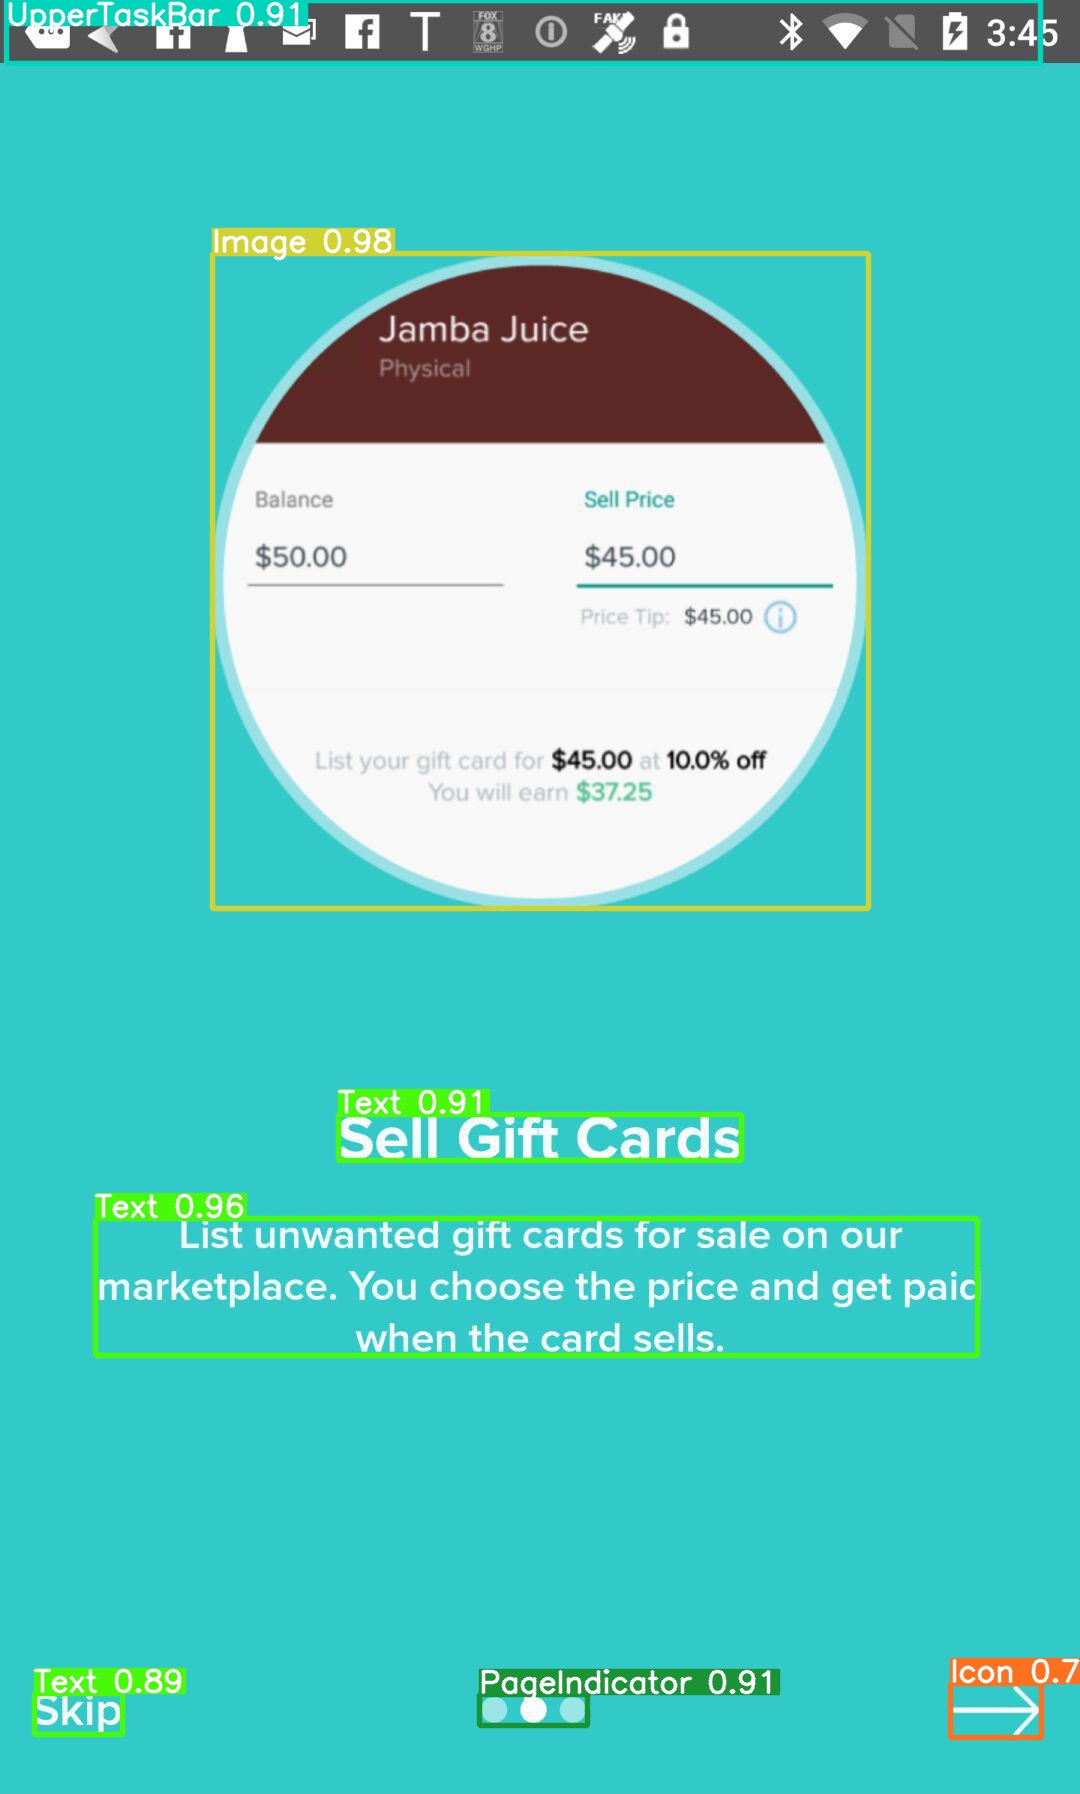 UpperTaskBar 0.91
T
FOX
8
WGHP
FAK
3:45
Image 0.98
Jamba Juice
Physical
Balance
Sell Price
$50.00
$45.00
Price Tip: $45.00
List your gift card for $45.00 at 10.0% off
You will earn $37.25
Text 0.91
Sell Gift Cards
Text 0.96
List unwanted gift cards for sale on our
marketplace. You choose the price and get paid
when the card sells.
Text 0.89
Skip
PageIndicator 0.91
Icon 0.7